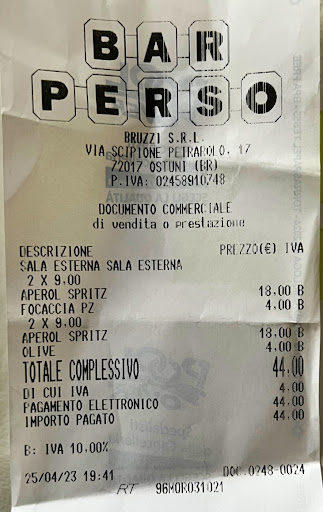 BAR
PERSO
BRUZZI S.R.L.
VIA SCIPIONE PETRAROLO, 17
72017 OSTUNI (BR)
P.IVA: 02458910748
DOCUMENTO COMMERCIALE
di vendita o prestazione
DESCRIZIONE PREZZO(€) IVA
SALA ESTERNA SALA ESTERNA
2 X 9,00
APEROL SPRITZ 18,00 B
FOCACCIA PZ 4,00 B
2 X 9,00
APEROL SPRITZ 18,00 B
OLIVE 4,00 B
TOTALE COMPLESSIVO 44,00
DI CUI IVA 4,00
PAGAMENTO ELETTRONICO 44,00
IMPORTO PAGATO 44,00
B: IVA 10,00%
25/04/23 19:41 DOC.0248-0024
RT 96MOR031021